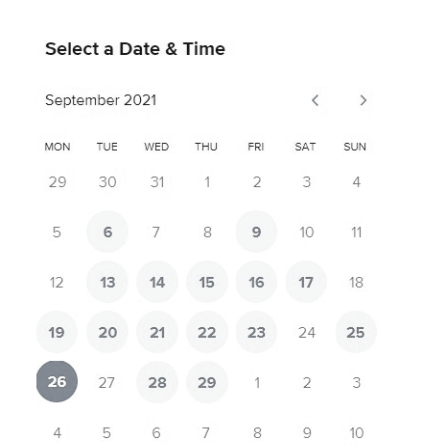 Select a Date & Time
September 2021
MON TUE WED THU FRI SAT SUN
29 30 31 1 2 3 4
5 6 7 8 9 10 11
12 13 14 15 16 17 18
19 20 21 22 23 24 25
26 27 28 29 1 2 3
4 5 6 7 8 9 10